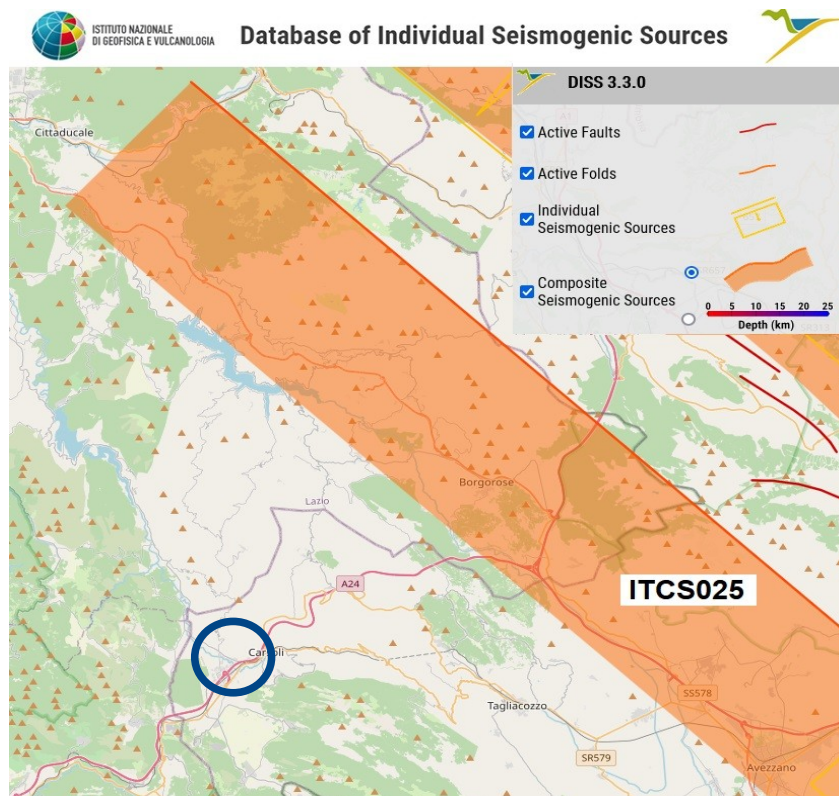 ISTITUTO NAZIONALE
DI GEOFISICA E VULCANOLOGIA
Database of Individual Seismogenic Sources
DISS 3.3.0
Active Faults
Active Folds
Individual
Seismogenic Sources
Composite
Seismogenic Sources
0 5 10 15 20 25
Depth (km)
Cittaducale
Borgorose
Lazio
A24
ITCS025
Carsoli
Tagliacozzo
SS578
SR579
Avezzano